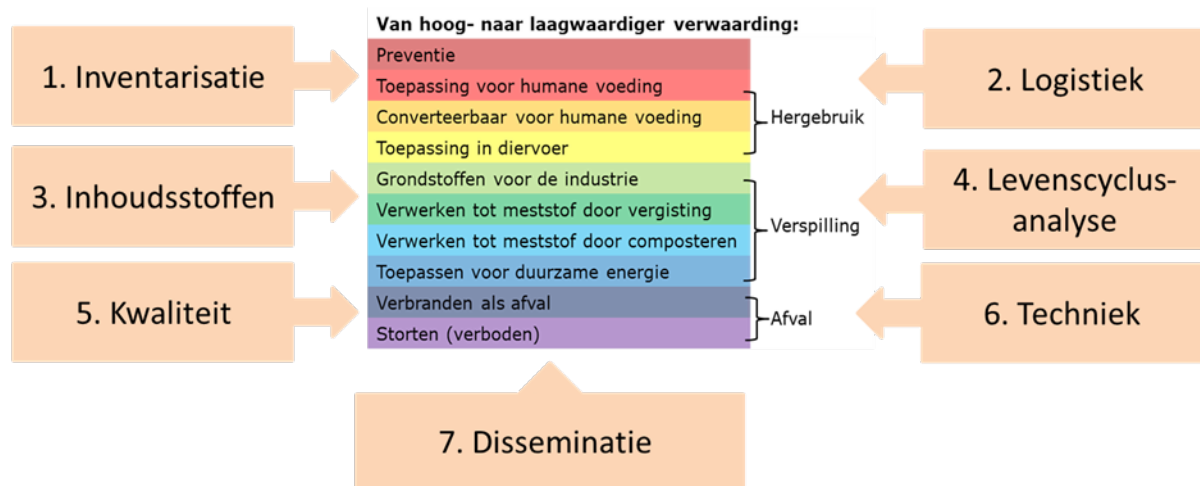 Van hoog- naar laagwaardiger verwaarding:
1. Inventarisatie
Preventie
Toepassing voor humane voeding
Converteerbaar voor humane voeding
Toepassing in diervoer
Hergebruik
2. Logistiek
3. Inhoudsstoffen
Grondstoffen voor de industrie
Verwerken tot meststof door vergisting
Verwerken tot meststof door composteren
Toepassen voor duurzame energie
Verspilling
4. Levenscyclus-
analyse
5. Kwaliteit
Verbranden als afval
Storten (verboden)
Afval
6. Techniek
7. Disseminatie